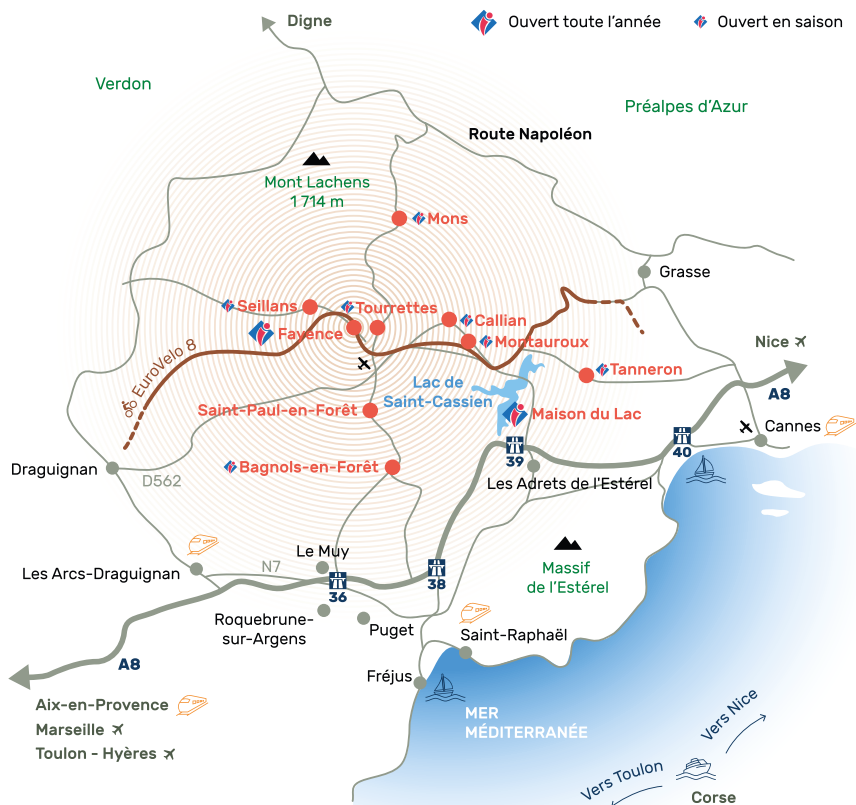 Digne
Ouvert toute l'année
Ouvert en saison
Verdon
Préalpes d'Azur
Route Napoléon
Mont Lachens
1 714 m
Mons
Grasse
Seillans
Tourrettes
Callian
Fayence
Montauroux
EuroVelo 8
Nice
Tanneron
Lac de
Saint-Cassien
A8
Saint-Paul-en-Forêt
Maison du Lac
Cannes
40
39
Draguignan
Bagnols-en-Forêt
D562
Les Adrets de l'Estérel
Le Muy
N7
Les Arcs-Draguignan
38
36
Massif
de l'Estérel
Roquebrune-
sur-Argens
Puget
Saint-Raphaël
A8
Fréjus
Aix-en-Provence
Marseille
Toulon - Hyères
MER
MÉDITERRANÉE
Vers Nice
Vers Toulon
Corse